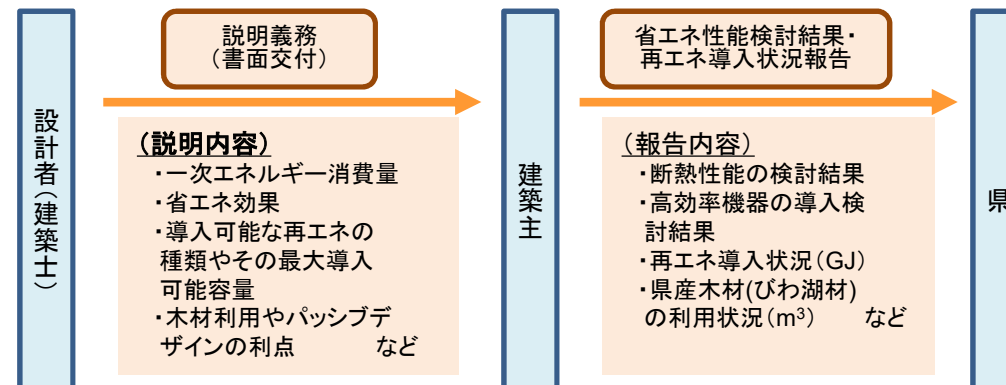 設計者(建築士)
説明義務
(書面交付)
(説明内容)
・一次エネルギー消費量
・省エネ効果
・導入可能な再エネの
種類やその最大導入
可能容量
・木材利用やパッシブデ
ザインの利点 など
建築主
省エネ性能検討結果・
再エネ導入状況報告
(報告内容)
・断熱性能の検討結果
・高効率機器の導入検
討結果
・再エネ導入状況(GJ)
・県産木材(びわ湖材)
の利用状況(m³) など
県